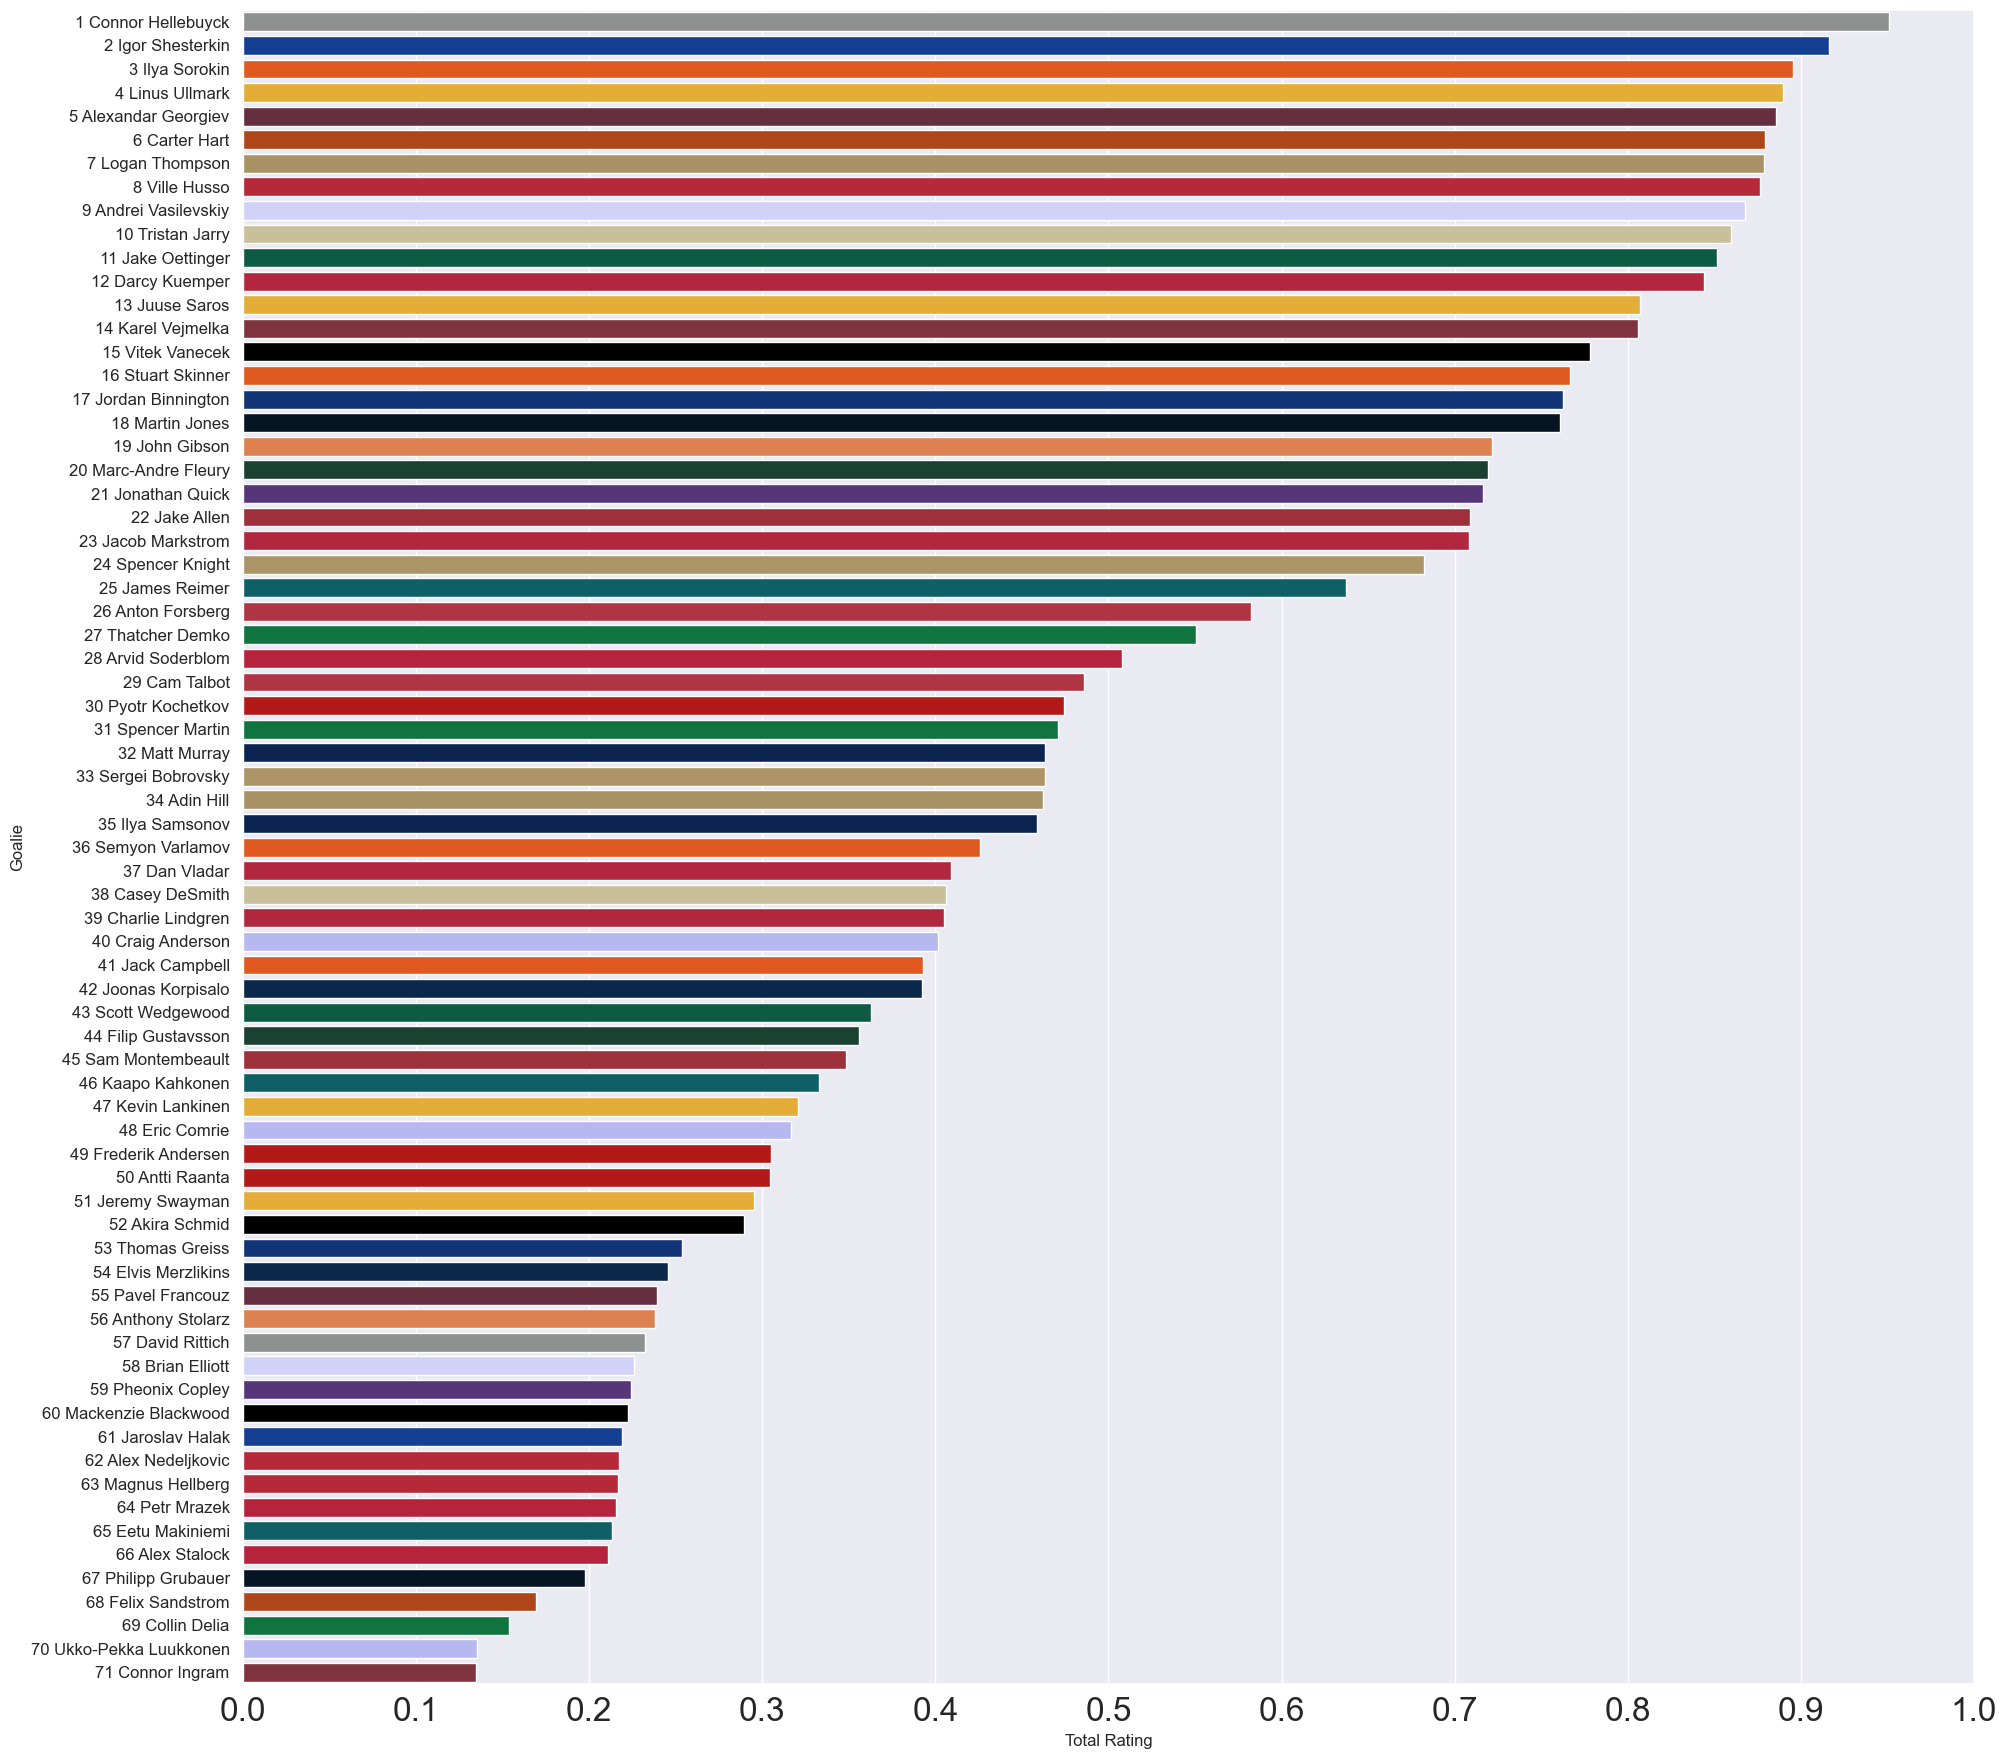 1 Connor Hellebuyck
2 Igor Shesterkin
3 Ilya Sorokin
4 Linus Ullmark
5 Alexandar Georgiev
6 Carter Hart
7 Logan Thompson
8 Ville Husso
9 Andrei Vasilevskiy
10 Tristan Jarry
11 Jake Oettinger
12 Darcy Kuemper
13 Juuse Saros
14 Karel Vejmelka
15 Vitek Vanecek
16 Stuart Skinner
17 Jordan Binnington
18 Martin Jones
19 John Gibson
20 Marc-Andre Fleury
21 Jonathan Quick
22 Jake Allen
23 Jacob Markstrom
24 Spencer Knight
25 James Reimer
26 Anton Forsberg
27 Thatcher Demko
28 Arvid Soderblom
29 Cam Talbot
30 Pyotr Kochetkov
31 Spencer Martin
32 Matt Murray
33 Sergei Bobrovsky
34 Adin Hill
35 Ilya Samsonov
36 Semyon Varlamov
37 Dan Vladar
38 Casey DeSmith
39 Charlie Lindgren
40 Craig Anderson
41 Jack Campbell
42 Joonas Korpisalo
43 Scott Wedgewood
44 Filip Gustavsson
45 Sam Montembeault
46 Kaapo Kahkonen
47 Kevin Lankinen
48 Eric Comrie
49 Frederik Andersen
50 Antti Raanta
51 Jeremy Swayman
52 Akira Schmid
53 Thomas Greiss
54 Elvis Merzlikins
55 Pavel Francouz
56 Anthony Stolarz
57 David Rittich
58 Brian Elliott
59 Pheonix Copley
60 Mackenzie Blackwood
61 Jaroslav Halak
62 Alex Nedeljkovic
63 Magnus Hellberg
64 Petr Mrazek
65 Eetu Makiniemi
66 Alex Stalock
67 Philipp Grubauer
68 Felix Sandstrom
69 Collin Delia
70 Ukko-Pekka Luukkonen
71 Connor Ingram
Goalie
0.0 0.1 0.2 0.3 0.4 0.5 0.6 0.7 0.8 0.9 1.0
Total Rating